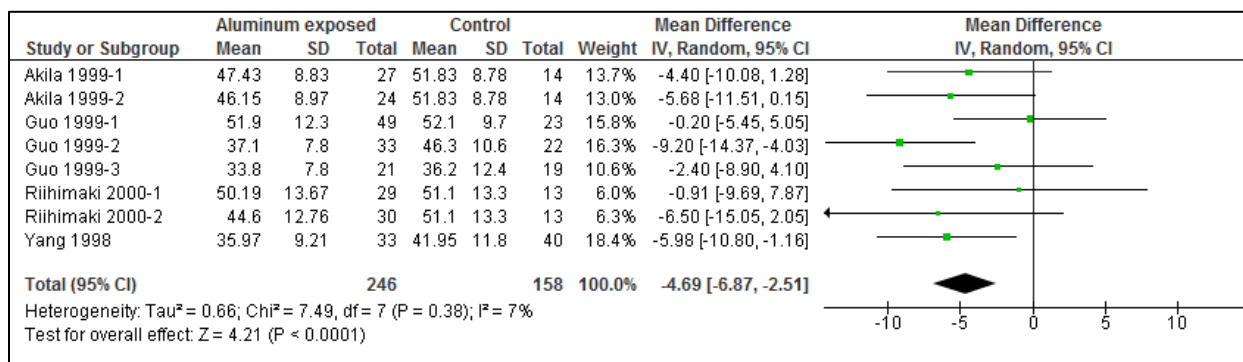 Aluminum exposed Control Mean Difference Mean Difference
Study or Subgroup Mean SD Total Mean SD Total Weight IV, Random, 95% CI IV, Random, 95% CI
Akila 1999-1 47.43 8.83 27 51.83 8.78 14 13.7% -4.40 [-10.08, 1.28]
Akila 1999-2 46.15 8.97 24 51.83 8.78 14 13.0% -5.68 [-11.51, 0.15]
Guo 1999-1 51.9 12.3 49 52.1 9.7 23 15.8% -0.20 [-5.45, 5.05]
Guo 1999-2 37.1 7.8 33 46.3 10.6 22 16.3% -9.20 [-14.37, -4.03]
Guo 1999-3 33.8 7.8 21 36.2 12.4 19 10.6% -2.40 [-8.90, 4.10]
Riihimaki 2000-1 50.19 13.67 29 51.1 13.3 13 6.0% -0.91 [-9.69, 7.87]
Riihimaki 2000-2 44.6 12.76 30 51.1 13.3 13 6.3% -6.50 [-15.05, 2.05]
Yang 1998 35.97 9.21 33 41.95 11.8 40 18.4% -5.98 [-10.80, -1.16]
Total (95% CI) 246 158 100.0% -4.69 [-6.87, -2.51]
Heterogeneity: Tau² = 0.66; Chi² = 7.49, df = 7 (P = 0.38); I² = 7%
Test for overall effect: Z = 4.21 (P < 0.0001)
-10 -5 0 5 10